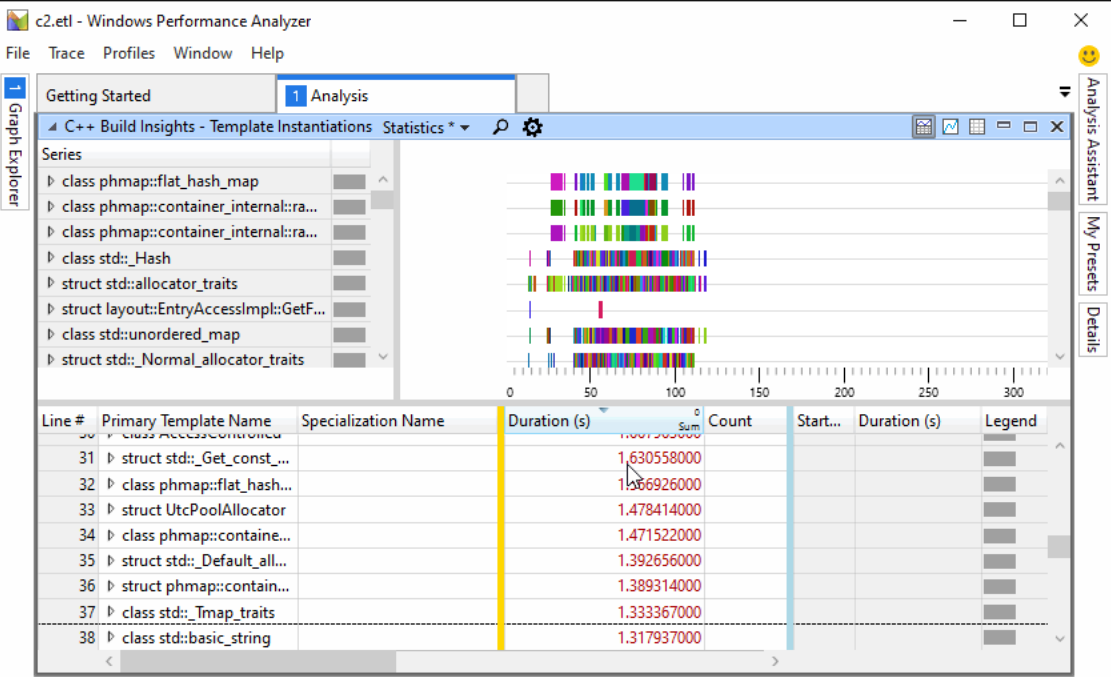 c2.etl - Windows Performance Analyzer
File Trace Profiles Window Help
1 Graph Explorer
Getting Started
1 Analysis
C++ Build Insights - Template Instantiations Statistics *
Series
class phmap::flat_hash_map
class phmap::container_internal::ra...
class phmap::container_internal::ra...
class std::_Hash
struct std::allocator_traits
struct layout::EntryAccessImpl::GetF...
class std::unordered_map
struct std::_Normal_allocator_traits
0 50 100 150 200 250 300
Line # Primary Template Name Specialization Name Duration (s) 0 Sum Count Start... Duration (s) Legend
30 class AccessControlled
31 struct std::_Get_const_... 1.630558000
32 class phmap::flat_hash...
33 struct UtcPoolAllocator 1.478414000
34 class phmap::containe... 1.471522000
35 struct std::_Default_all... 1.392656000
36 struct phmap::contain... 1.389314000
37 class std::_Tmap_traits 1.333367000
38 class std::basic_string 1.317937000
Analysis Assistant
My Presets
Details